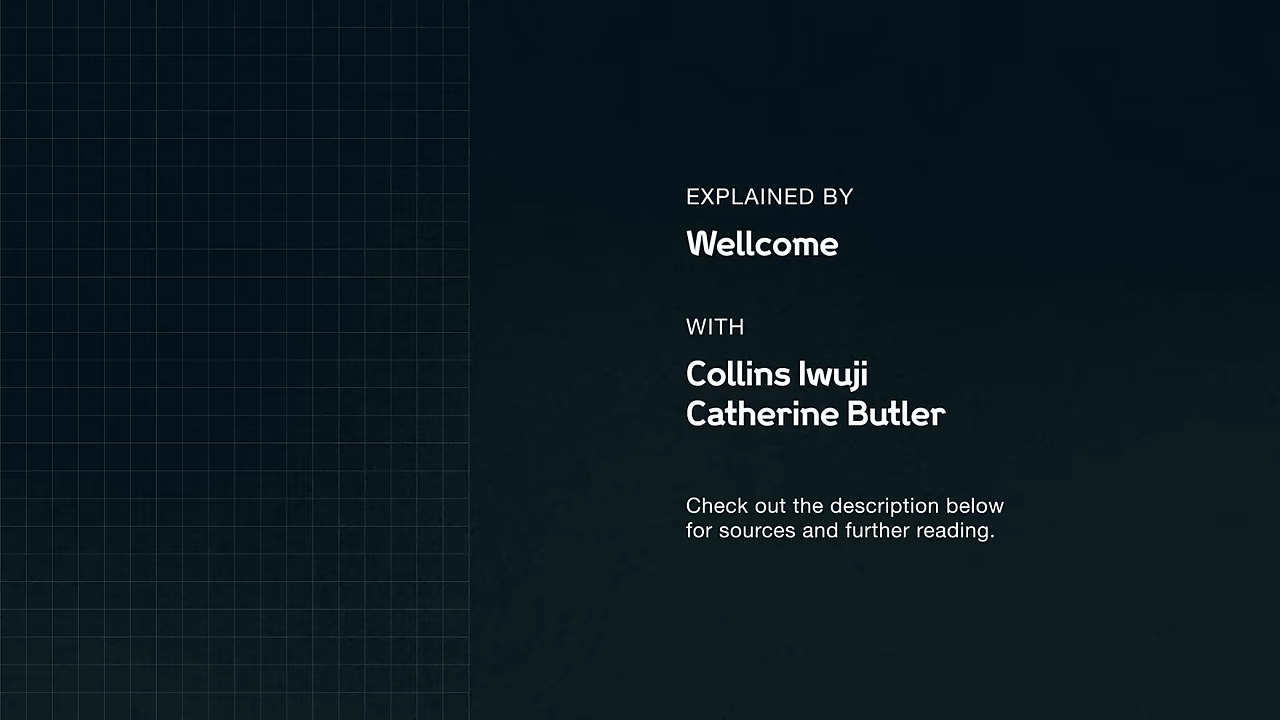 EXPLAINED BY
Wellcome
WITH
Collins Iwuji
Catherine Butler
Check out the description below
for sources and further reading.